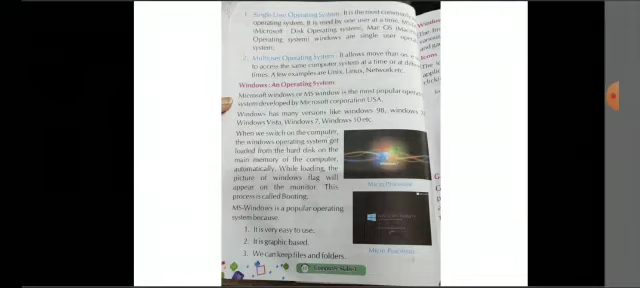 1. Single User Operating System : It is the most commonly
operating system. It is used by one user at a time. MS-
(Microsoft Disk Operating system), Mac OS (Macin
Operating system) windows are single user operat
system.
2. Multiuser Operating System : It allows move than on
to access the same computer system at a time or at
times. A few examples are Unix, Linux, Network etc.
Windows : An Operating System
Microsoft windows or MS window is the most popular operat
system developed by Microsoft corporation USA.
Windows has many versions like windows 98, windows
Windows Vista, Windows 7, Windows 10 etc.
When we switch on the computer,
the windows operating system get
loaded from the hard disk on the
main memory of the computer,
automatically. While loading, the
picture of windows flag will
appear on the monitor. This
process is called Booting.
MS-Windows is a popular operating
system because:
1. It is very easy to use.
2. It is graphic based.
3. We can keep files and folders.
Computer Skills-